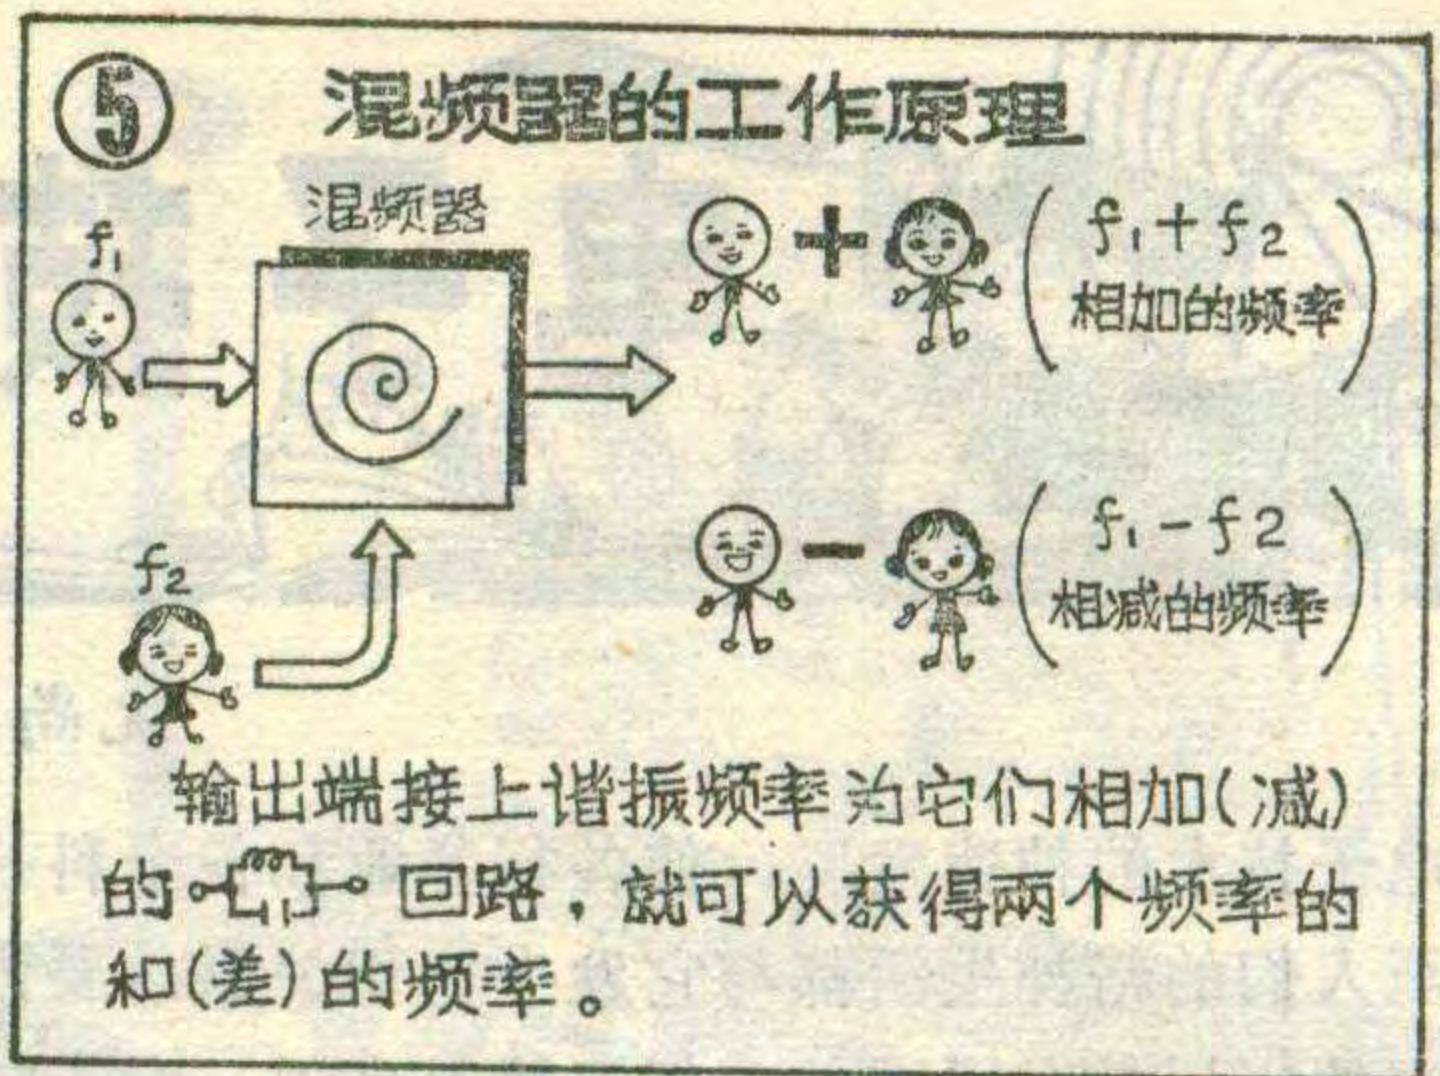 ⑤ 混频器的工作原理
混频器
f₁
f₂
f₁+f₂
相加的频率
f₁-f₂
相减的频率
输出端接上谐振频率为它们相加(减)
的 回路，就可以获得两个频率的
和(差)的频率。